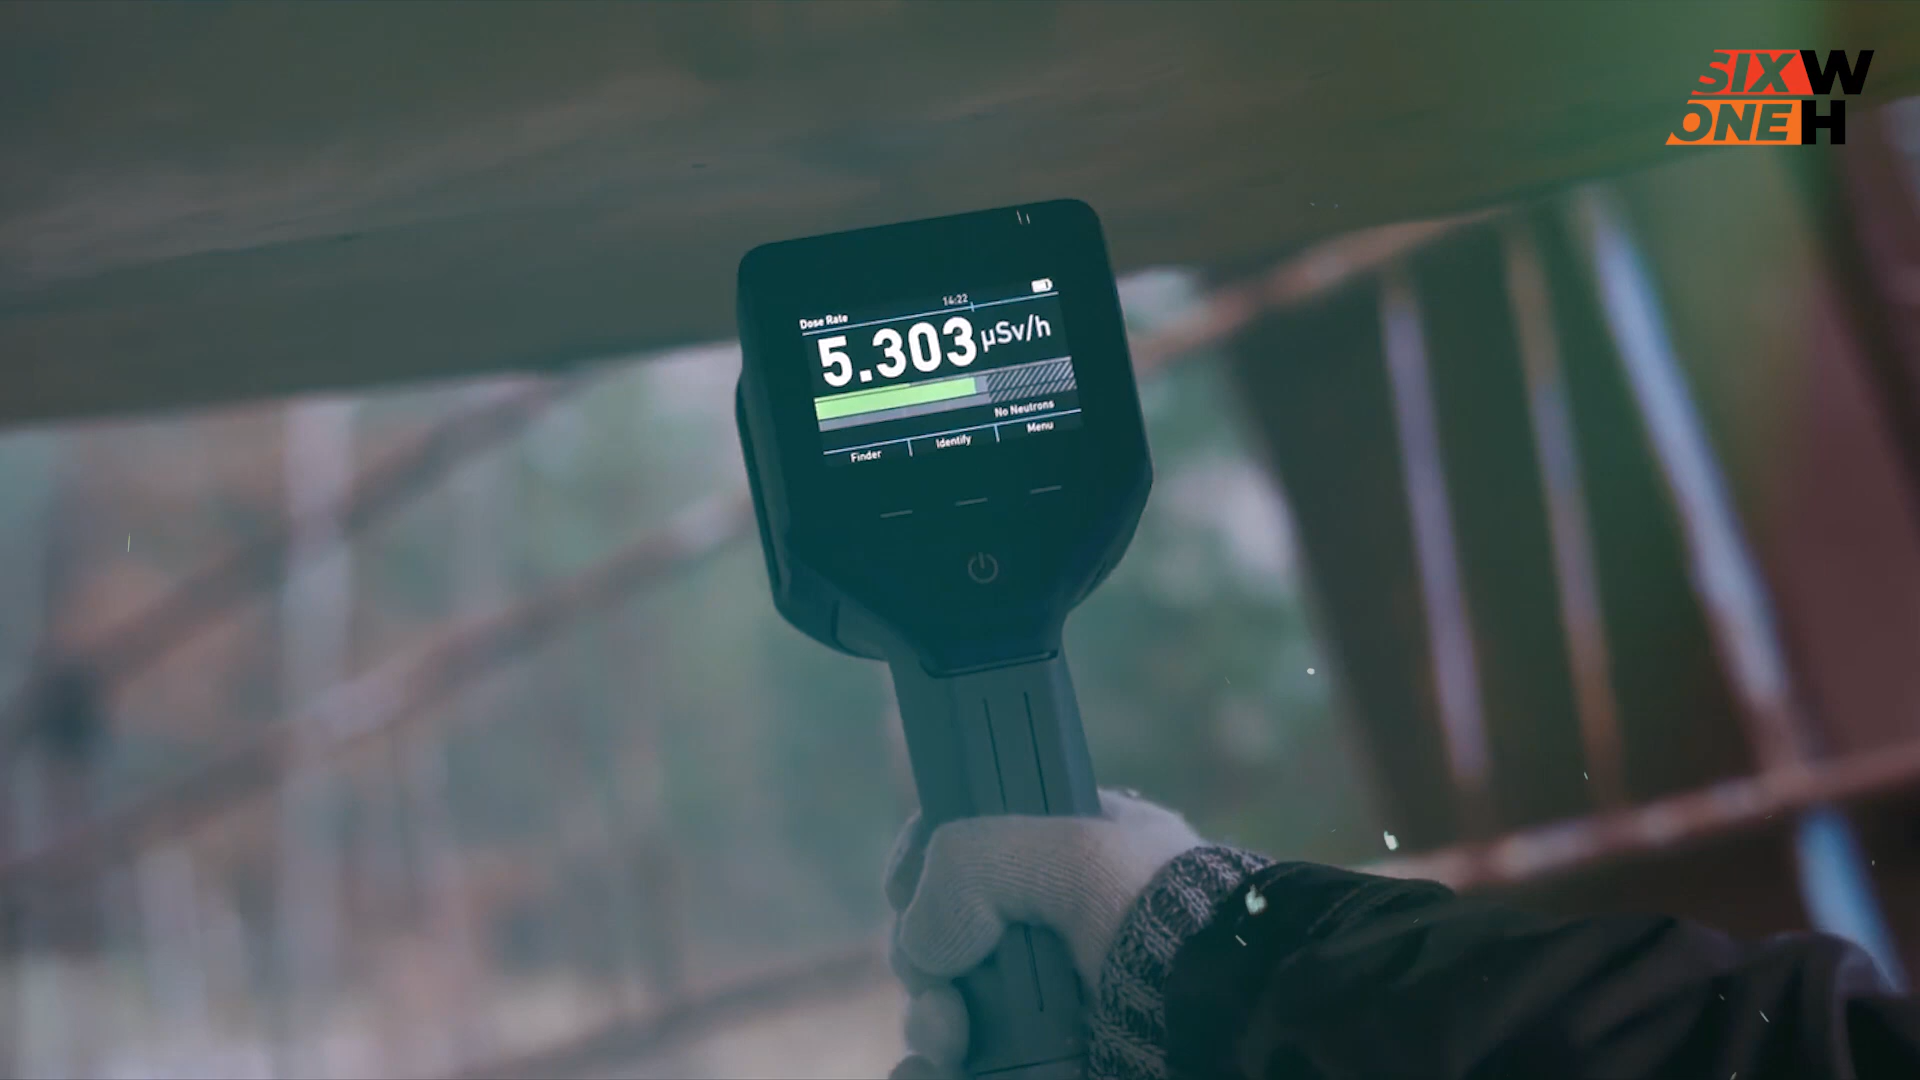 SIX W
ONE H
14:22
Dose Rate
5.303 µSv/h
No Neutrons
Finder Identify Menu